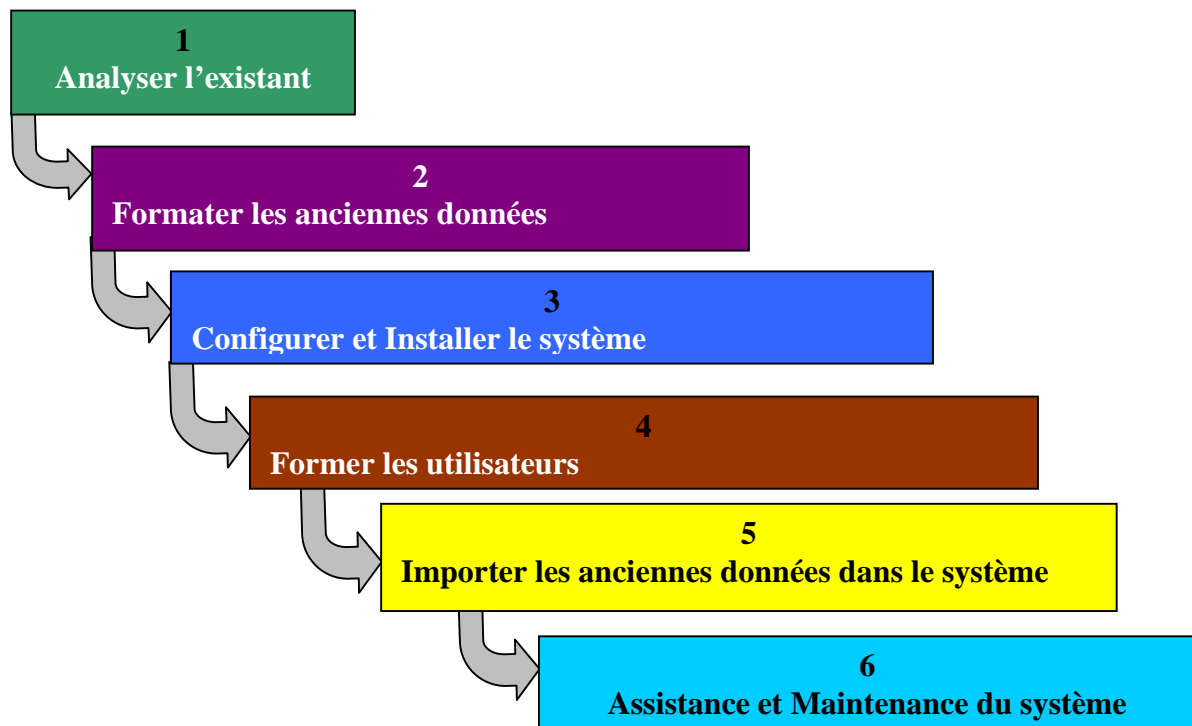 1
Analyser l’existant
2
Formater les anciennes données
3
Configurer et Installer le système
4
Former les utilisateurs
5
Importer les anciennes données dans le système
6
Assistance et Maintenance du système